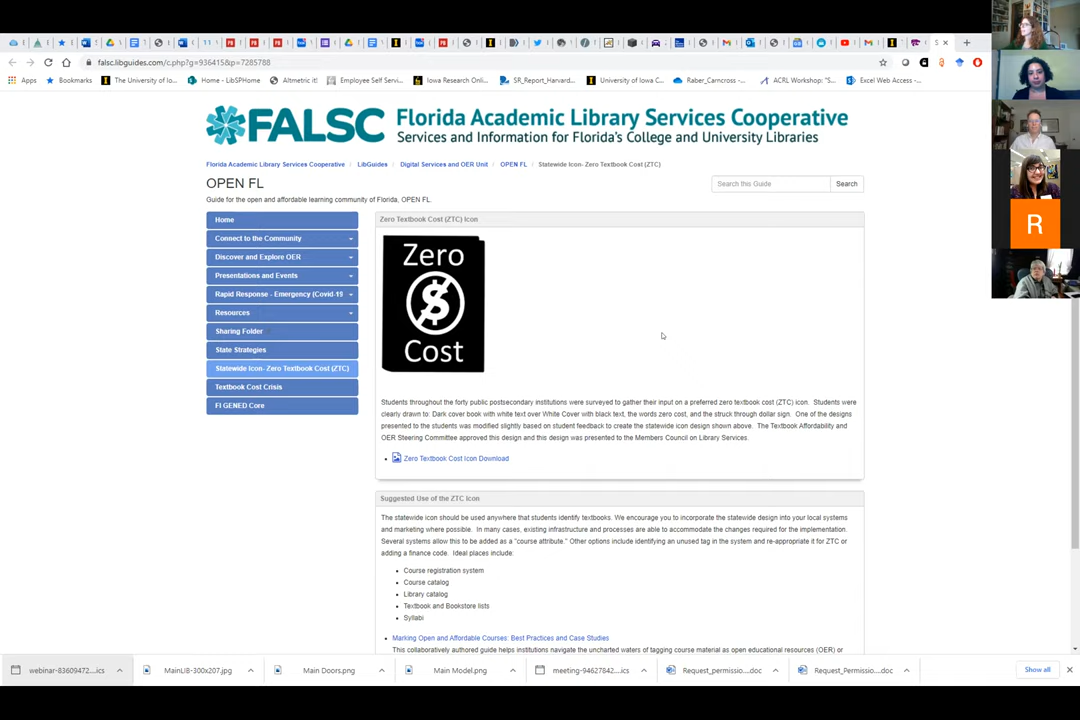 falsc.libguides.com/c.php?g=936415&p=7285788
Apps
Bookmarks
The University of Io...
Home - LibSPHome
Altmetric it!
Employee Self Servi...
Iowa Research Onli...
SR_Report_Harvard...
University of Iowa C...
Raber_Carncross -...
ACRL Workshop: "S...
Excel Web Access -...
FALSC
Florida Academic Library Services Cooperative
Services and Information for Florida's College and University Libraries
Florida Academic Library Services Cooperative / LibGuides / Digital Services and OER Unit / OPEN FL / Statewide Icon- Zero Textbook Cost (ZTC)
OPEN FL
Search this Guide
Search
Guide for the open and affordable learning community of Florida, OPEN FL.
Home
Connect to the Community
Discover and Explore OER
Presentations and Events
Rapid Response - Emergency (Covid-19
Resources
Sharing Folder
State Strategies
Statewide Icon- Zero Textbook Cost (ZTC)
Textbook Cost Crisis
Fl GENED Core
Zero Textbook Cost (ZTC) Icon
Zero
$
Cost
Students throughout the forty public postsecondary institutions were surveyed to gather their input on a preferred zero textbook cost (ZTC) icon. Students were
clearly drawn to: Dark cover book with white text over White Cover with black text, the words zero cost, and the struck through dollar sign. One of the designs
presented to the students was modified slightly based on student feedback to create the statewide icon design shown above. The Textbook Affordability and
OER Steering Committee approved this design and this design was presented to the Members Council on Library Services.
Zero Textbook Cost Icon Download
Suggested Use of the ZTC Icon
The statewide icon should be used anywhere that students identify textbooks. We encourage you to incorporate the statewide design into your local systems
and marketing where possible. In many cases, existing infrastructure and processes are able to accommodate the changes required for the implementation.
Several systems allow this to be added as a "course attribute." Other options include identifying an unused tag in the system and re-appropriate it for ZTC or
adding a finance code. Ideal places include:
Course registration system
Course catalog
Library catalog
Textbook and Bookstore lists
Syllabi
Marking Open and Affordable Courses: Best Practices and Case Studies
This collaboratively authored guide helps institutions navigate the uncharted waters of tagging course material as open educational resources (OER) or
R
webinar-83609472....ics
MainLIB-300x207.jpg
Main Doors.png
Main Model.png
meeting-94627842....ics
Request_permissio....doc
Request_Permissio....doc
Show all